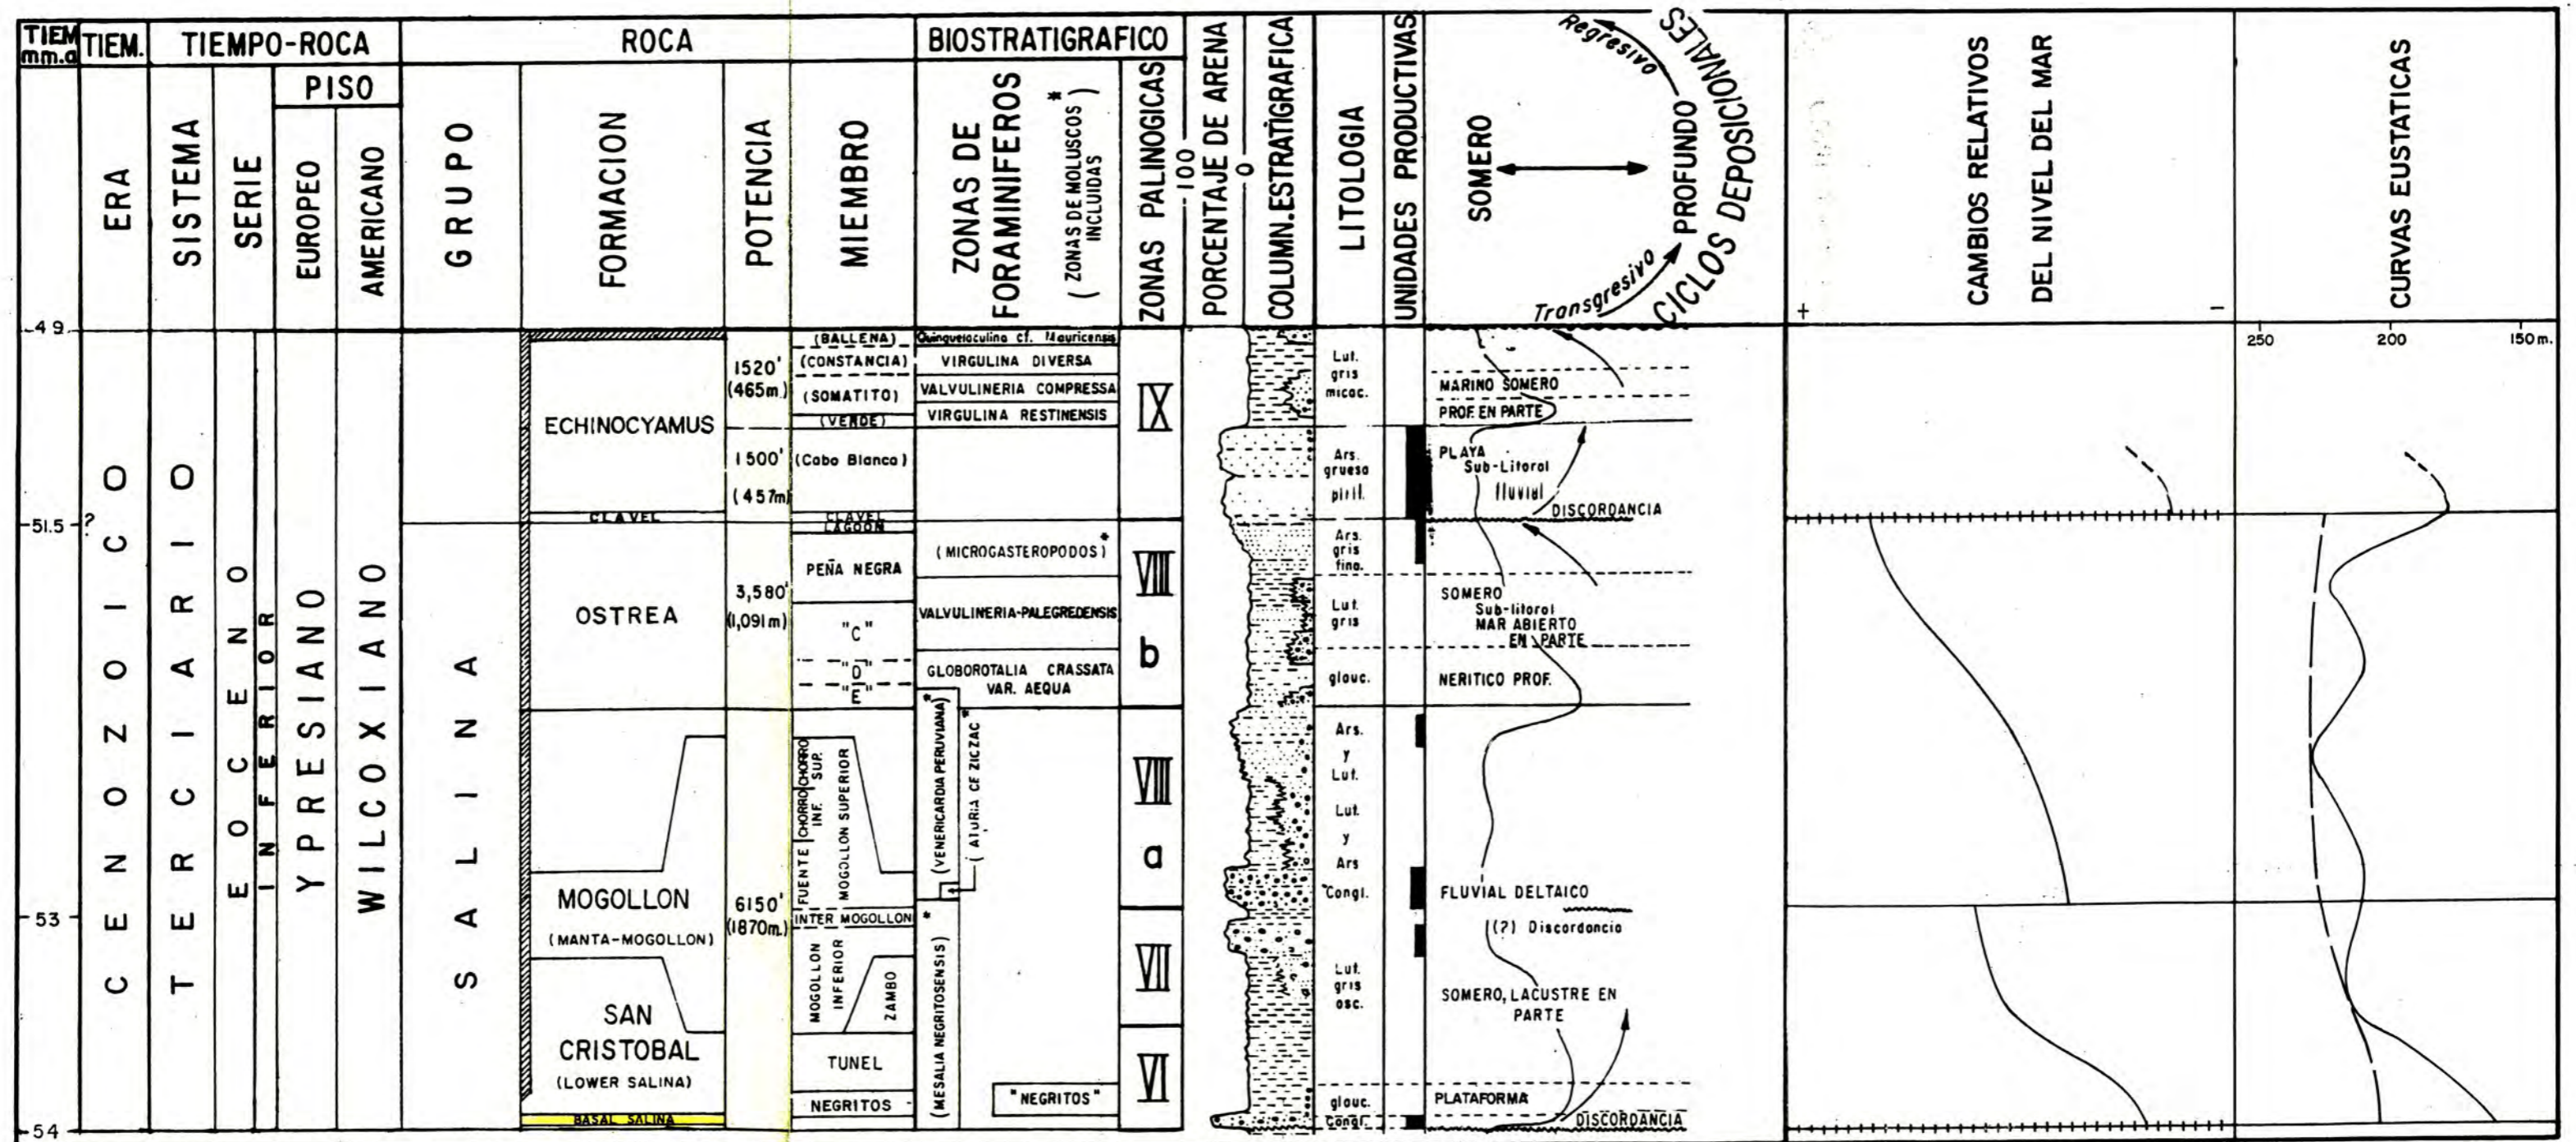 TIEM
mm.a
TIEM.
TIEMPO-ROCA
ROCA
BIOSTRATIGRAFICO
ERA
SISTEMA
SERIE
PISO
EUROPEO
AMERICANO
GRUPO
FORMACION
POTENCIA
MIEMBRO
ZONAS DE
FORAMINIFEROS
(ZONAS DE MOLUSCOS *
INCLUIDAS)
ZONAS PALINOGICAS
100
PORCENTAJE DE ARENA
0
COLUMN.ESTRATIGRAFICA
LITOLOGIA
UNIDADES PRODUCTIVAS
SOMERO
PROFUNDO
Regresivo
Transgresivo
CICLOS DEPOSICIONALES
CAMBIOS RELATIVOS
DEL NIVEL DEL MAR
+
-
CURVAS EUSTATICAS
250
200
150 m.
49
51.5
?
53
54
CENOZOICO
TERCIARIO
EOCENO
INFERIOR
YPRESIANO
WILCOXIANO
SALINA
ECHINOCYAMUS
CLAVEL
OSTREA
MOGOLLON
(MANTA-MOGOLLON)
SAN
CRISTOBAL
(LOWER SALINA)
BASAL SALINA
1520'
(465m.)
1500'
(457m)
3,580'
(1,091m)
6150'
(1870m.)
(BALLENA)
(CONSTANCIA)
(SOMATITO)
(VERDE)
(Cabo Blanco)
CLAVEL
LAGOON
PEÑA NEGRA
"C"
"D"
"E"
FUENTE
CHORRO
INF.
CHORRO
SUP.
MOGOLLON SUPERIOR
INTER MOGOLLON
MOGOLLON
INFERIOR
ZAMBO
TUNEL
NEGRITOS
Quinqueloculina cf. Mauricensis
VIRGULINA DIVERSA
VALVULINERIA COMPRESSA
VIRGULINA RESTINENSIS
(MICROGASTEROPODOS)*
VALVULINERIA-PALEGREDENSIS
GLOBOROTALIA CRASSATA
VAR. AEQUA
(VENERICARDIA PERUVIANA)*
(ATURIA CF ZICZAC*
(MESALIA NEGRITOSENSIS) *
"NEGRITOS"
IX
VIII
b
VIII
a
VII
VI
Lut.
gris
micac.
Ars.
gruesa
pirit.
Ars.
gris
fina.
Lut.
gris
glauc.
Ars.
y
Lut.
Lut.
y
Ars
Congl.
Lut.
gris
osc.
glauc.
Congl.
MARINO SOMERO
PROF. EN PARTE
PLAYA
Sub-Litoral
fluvial
DISCORDANCIA
SOMERO
Sub-litoral
MAR ABIERTO
EN PARTE
NERITICO PROF.
FLUVIAL DELTAICO
(?) Discordancia
SOMERO, LACUSTRE EN
PARTE
PLATAFORMA
DISCORDANCIA